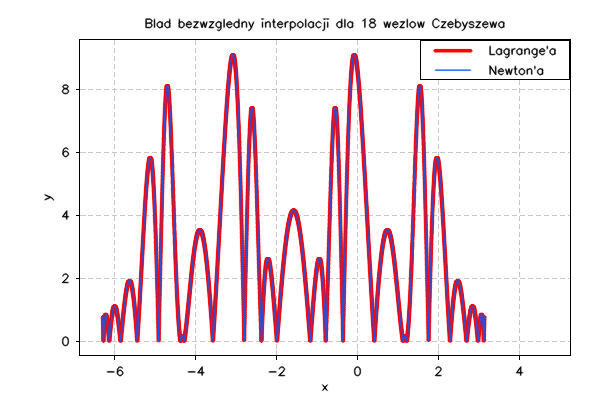 Blad bezwzgledny interpolacji dla 18 wezlow Czebyszewa
Lagrange'a
Newton'a
8
6
4
2
0
y
−6 −4 −2 0 2 4
x